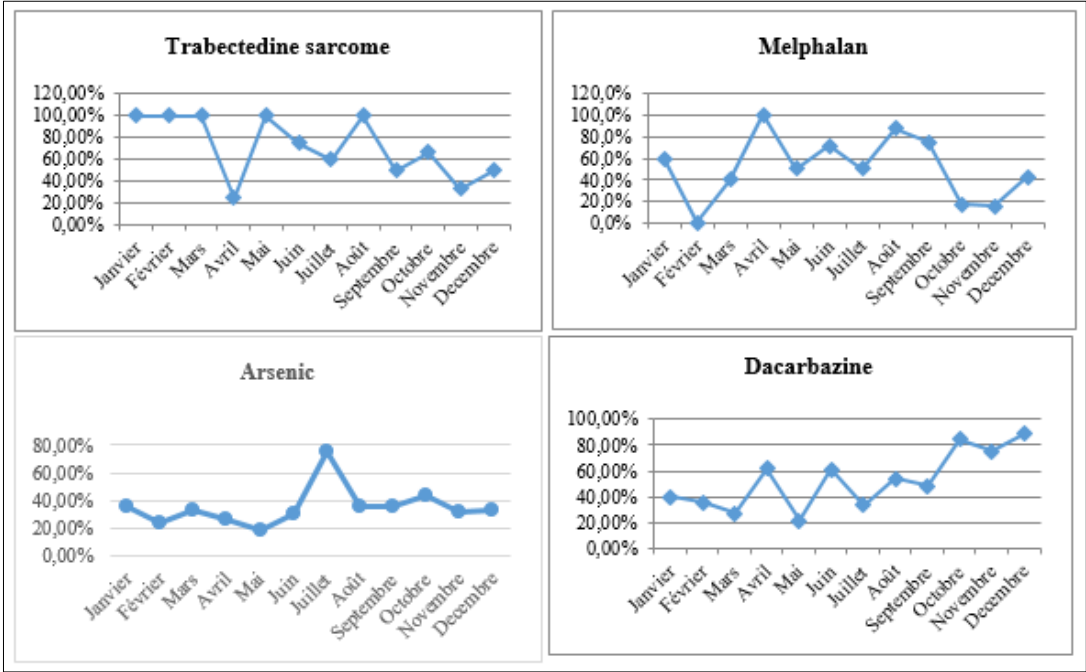 Trabectedine sarcome
120,00%
100,00%
80,00%
60,00%
40,00%
20,00%
0,00%
Janvier
Février
Mars
Avril
Mai
Juin
Juillet
Août
Septembre
Octobre
Novembre
Decembre
Melphalan
120,0%
100,0%
80,0%
60,0%
40,0%
20,0%
0,0%
Janvier
Février
Mars
Avril
Mai
Juin
Juillet
Août
Septembre
Octobre
Novembre
Decembre
Arsenic
80,00%
60,00%
40,00%
20,00%
0,00%
Janvier
Février
Mars
Avril
Mai
Juin
Juillet
Août
Septembre
Octobre
Novembre
Decembre
Dacarbazine
100,00%
80,00%
60,00%
40,00%
20,00%
0,00%
Janvier
Février
Mars
Avril
Mai
Juin
Juillet
Août
Septembre
Octobre
Novembre
Decembre